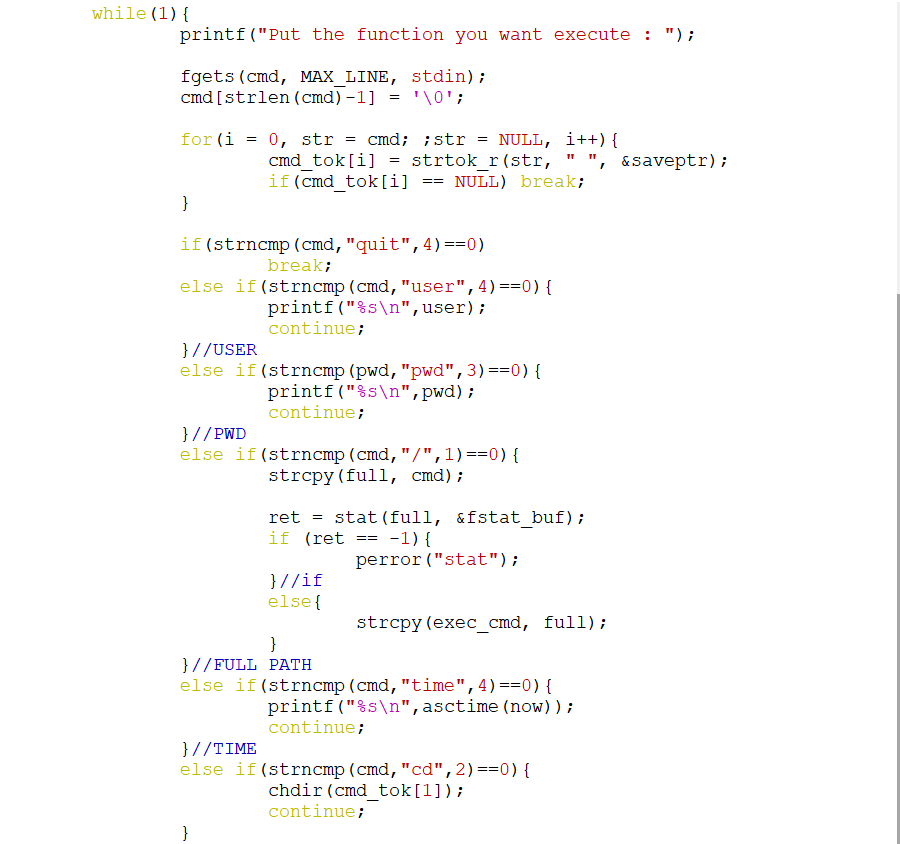 while(1){
printf("Put the function you want execute : ");
fgets(cmd, MAX_LINE, stdin);
cmd[strlen(cmd)-1] = '\0';
for(i = 0, str = cmd; ;str = NULL, i++){
cmd_tok[i] = strtok_r(str, " ", &saveptr);
if(cmd_tok[i] == NULL) break;
}
if(strncmp(cmd,"quit",4)==0)
break;
else if(strncmp(cmd,"user",4)==0){
printf("%s\n",user);
continue;
}//USER
else if(strncmp(pwd,"pwd",3)==0){
printf("%s\n",pwd);
continue;
}//PWD
else if(strncmp(cmd,"/",1)==0){
strcpy(full, cmd);
ret = stat(full, &fstat_buf);
if (ret == -1){
perror("stat");
}//if
else{
strcpy(exec_cmd, full);
}
}//FULL PATH
else if(strncmp(cmd,"time",4)==0){
printf("%s\n",asctime(now));
continue;
}//TIME
else if(strncmp(cmd,"cd",2)==0){
chdir(cmd_tok[1]);
continue;
}